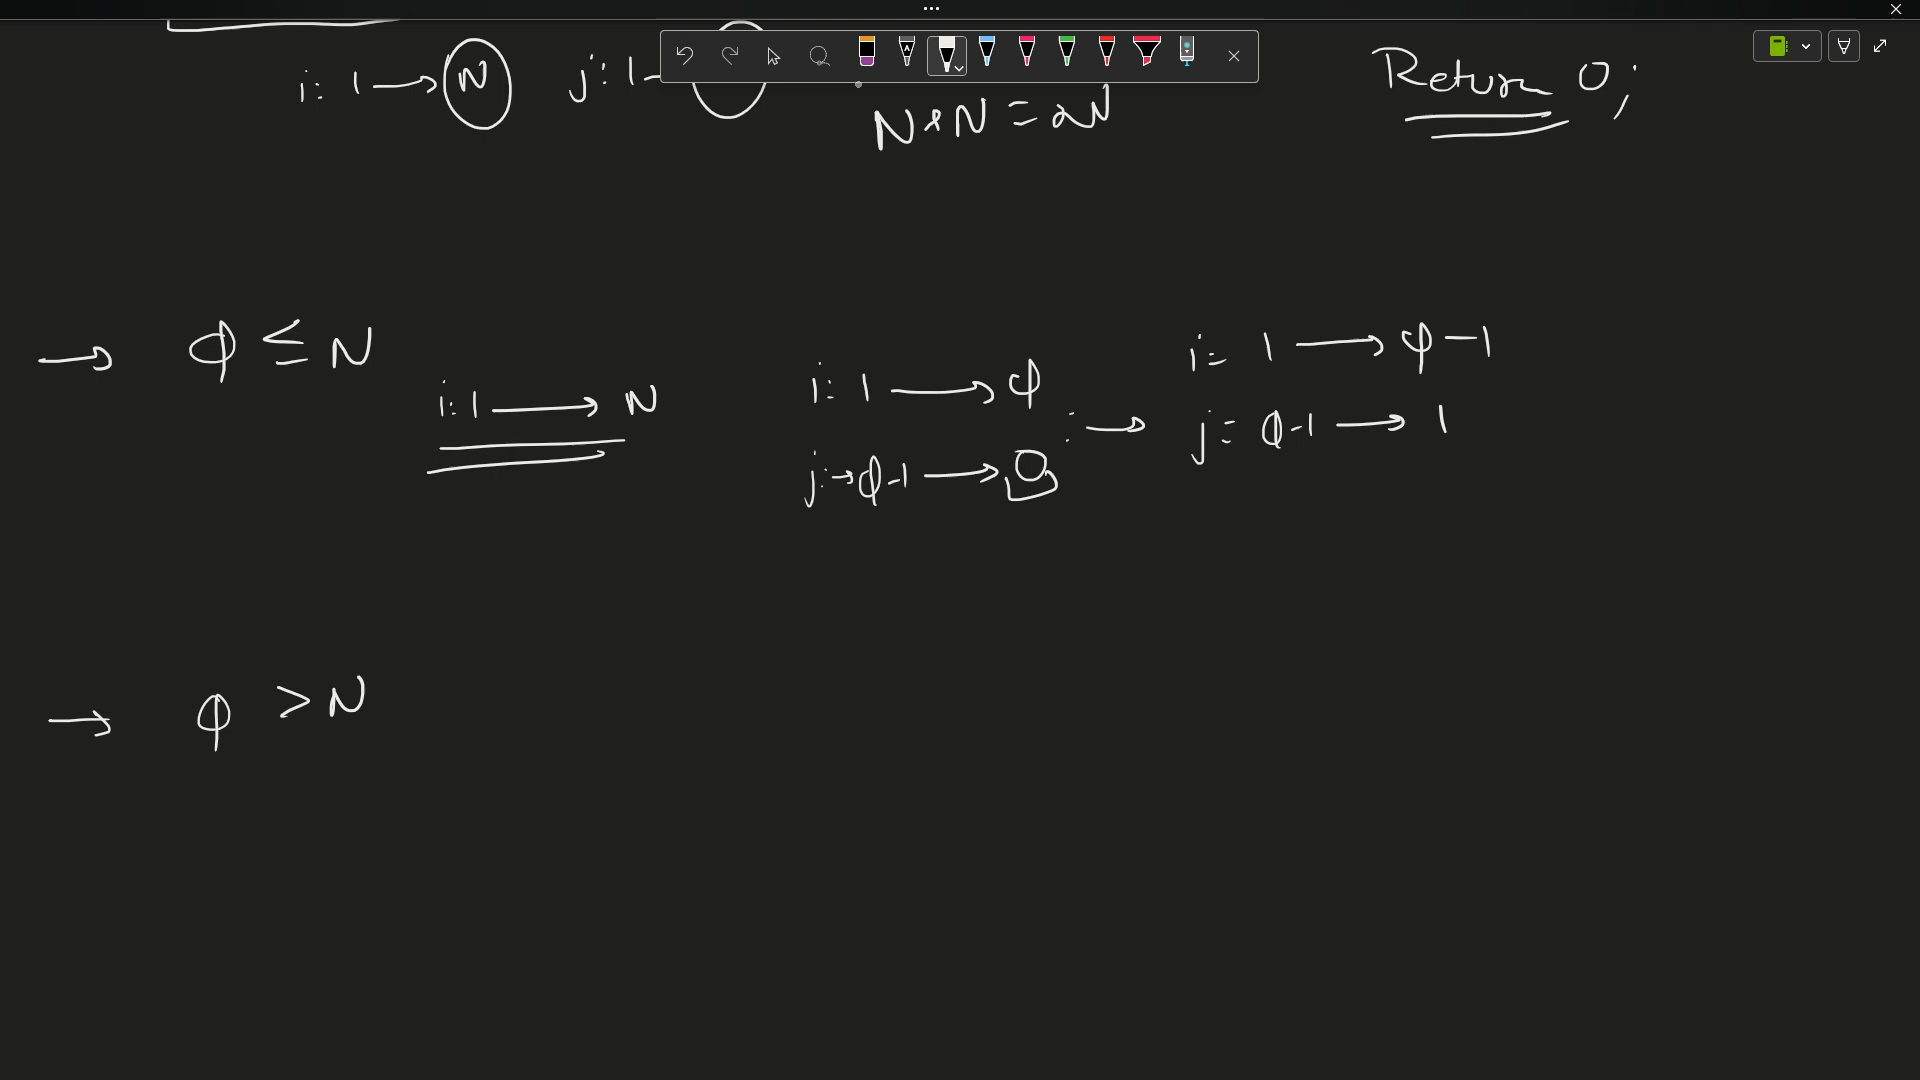 i: 1 → N j: 1 –
N+N = 2N
Return 0;
→ φ ≤ N
i: 1 → N
i: 1 → φ
j: → φ-1 → 0
; →
i = 1 → φ - 1
j = φ-1 → 1
→ φ > N